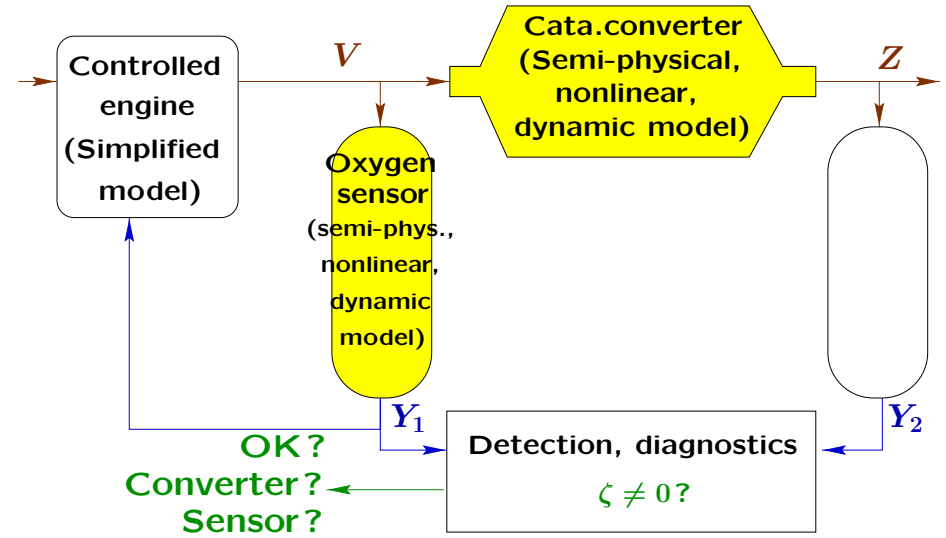 Controlled
engine
(Simplified
model)
V
Cata.converter
(Semi-physical,
nonlinear,
dynamic model)
Z
Oxygen
sensor
(semi-phys.,
nonlinear,
dynamic
model)
Y₁
Y₂
Detection, diagnostics
ζ ≠ 0?
OK?
Converter?
Sensor?